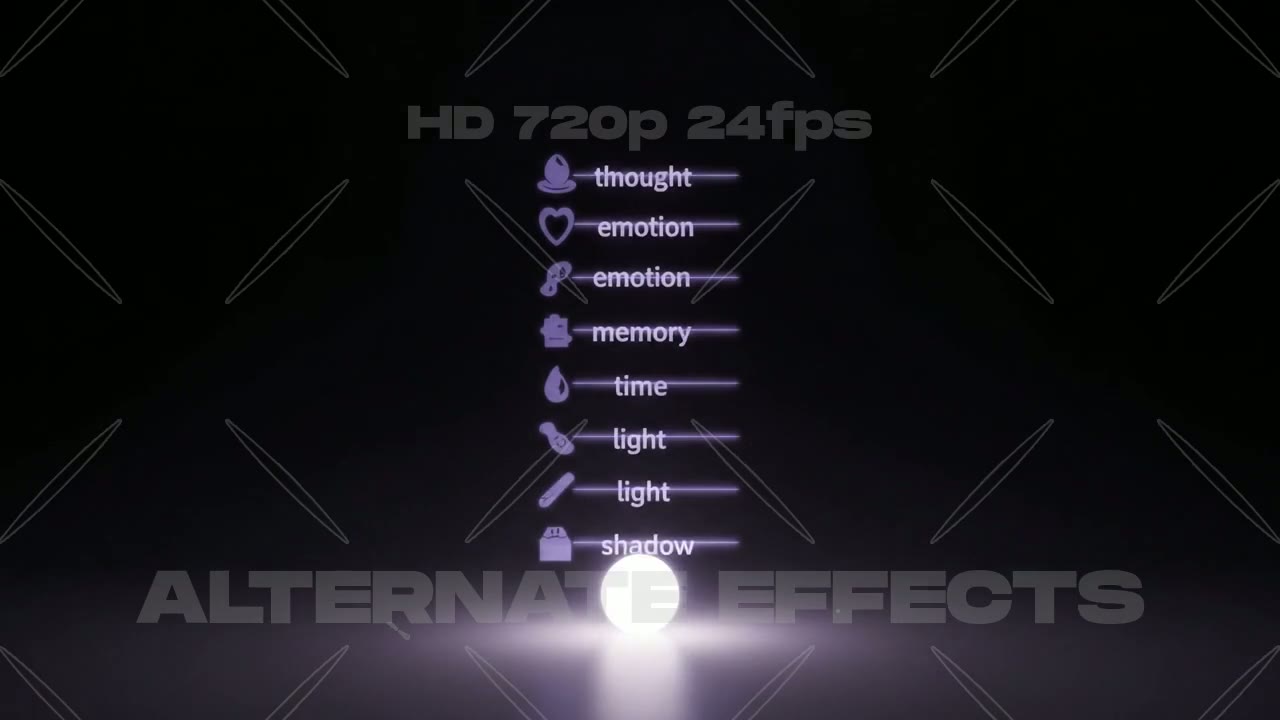 HD 720p 24fps
thought
emotion
emotion
memory
time
light
light
shadow
ALTERNATE EFFECTS